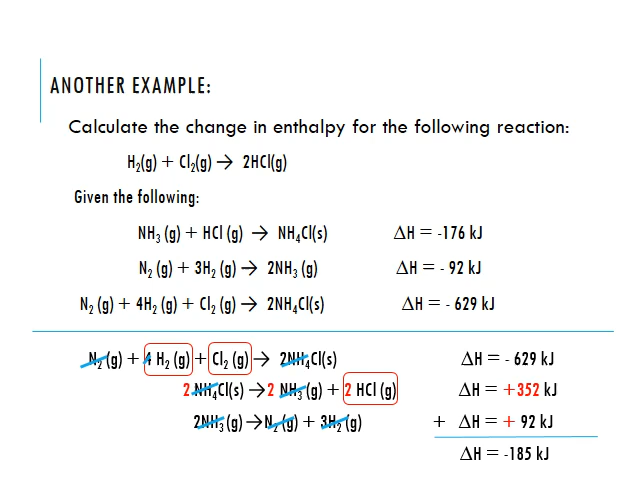 ANOTHER EXAMPLE:
Calculate the change in enthalpy for the following reaction:
H₂(g) + Cl₂(g) → 2HCl(g)
Given the following:
NH₃ (g) + HCl (g) → NH₄Cl(s) ΔH = -176 kJ
N₂ (g) + 3H₂ (g) → 2NH₃ (g) ΔH = - 92 kJ
N₂ (g) + 4H₂ (g) + Cl₂ (g) → 2NH₄Cl(s) ΔH = - 629 kJ
N₂ (g) + 4 H₂ (g) + Cl₂ (g) → 2NH₄Cl(s) ΔH = - 629 kJ
2 NH₄Cl(s) → 2 NH₃ (g) + 2 HCl (g) ΔH = +352 kJ
2NH₃ (g) → N₂ (g) + 3H₂ (g) + ΔH = + 92 kJ
ΔH = -185 kJ